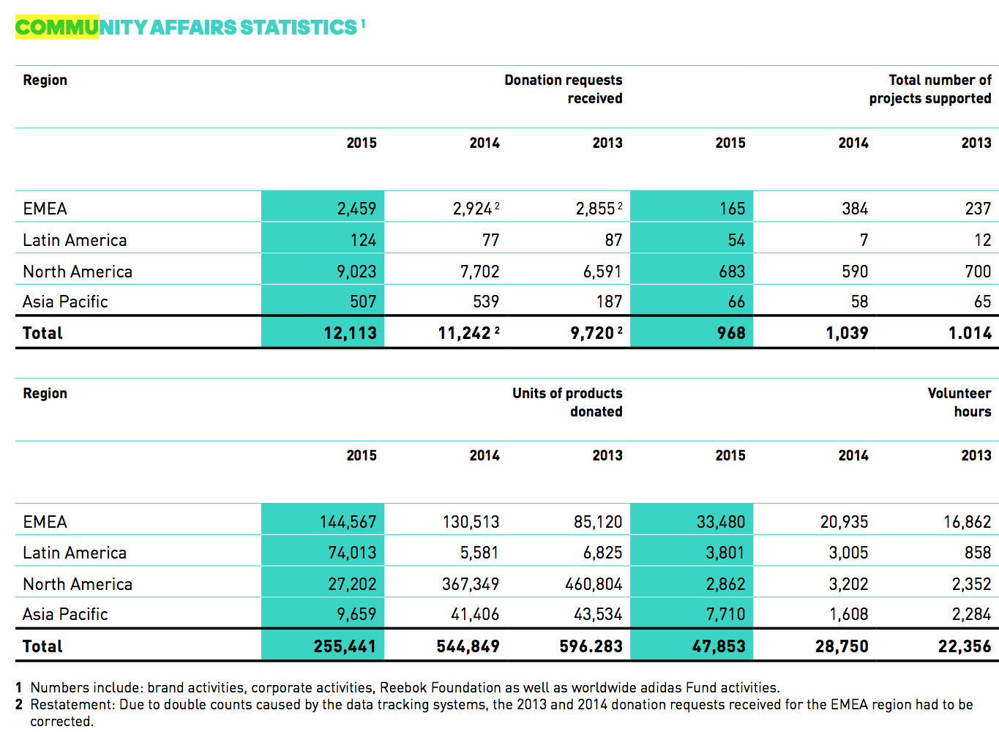 COMMUNITY AFFAIRS STATISTICS 1
Region Donation requests received Total number of projects supported
2015 2014 2013 2015 2014 2013
EMEA 2,459 2,924 2 2,855 2 165 384 237
Latin America 124 77 87 54 7 12
North America 9,023 7,702 6,591 683 590 700
Asia Pacific 507 539 187 66 58 65
Total 12,113 11,242 2 9,720 2 968 1,039 1.014
Region Units of products donated Volunteer hours
2015 2014 2013 2015 2014 2013
EMEA 144,567 130,513 85,120 33,480 20,935 16,862
Latin America 74,013 5,581 6,825 3,801 3,005 858
North America 27,202 367,349 460,804 2,862 3,202 2,352
Asia Pacific 9,659 41,406 43,534 7,710 1,608 2,284
Total 255,441 544,849 596.283 47,853 28,750 22,356
1 Numbers include: brand activities, corporate activities, Reebok Foundation as well as worldwide adidas Fund activities.
2 Restatement: Due to double counts caused by the data tracking systems, the 2013 and 2014 donation requests received for the EMEA region had to be
corrected.